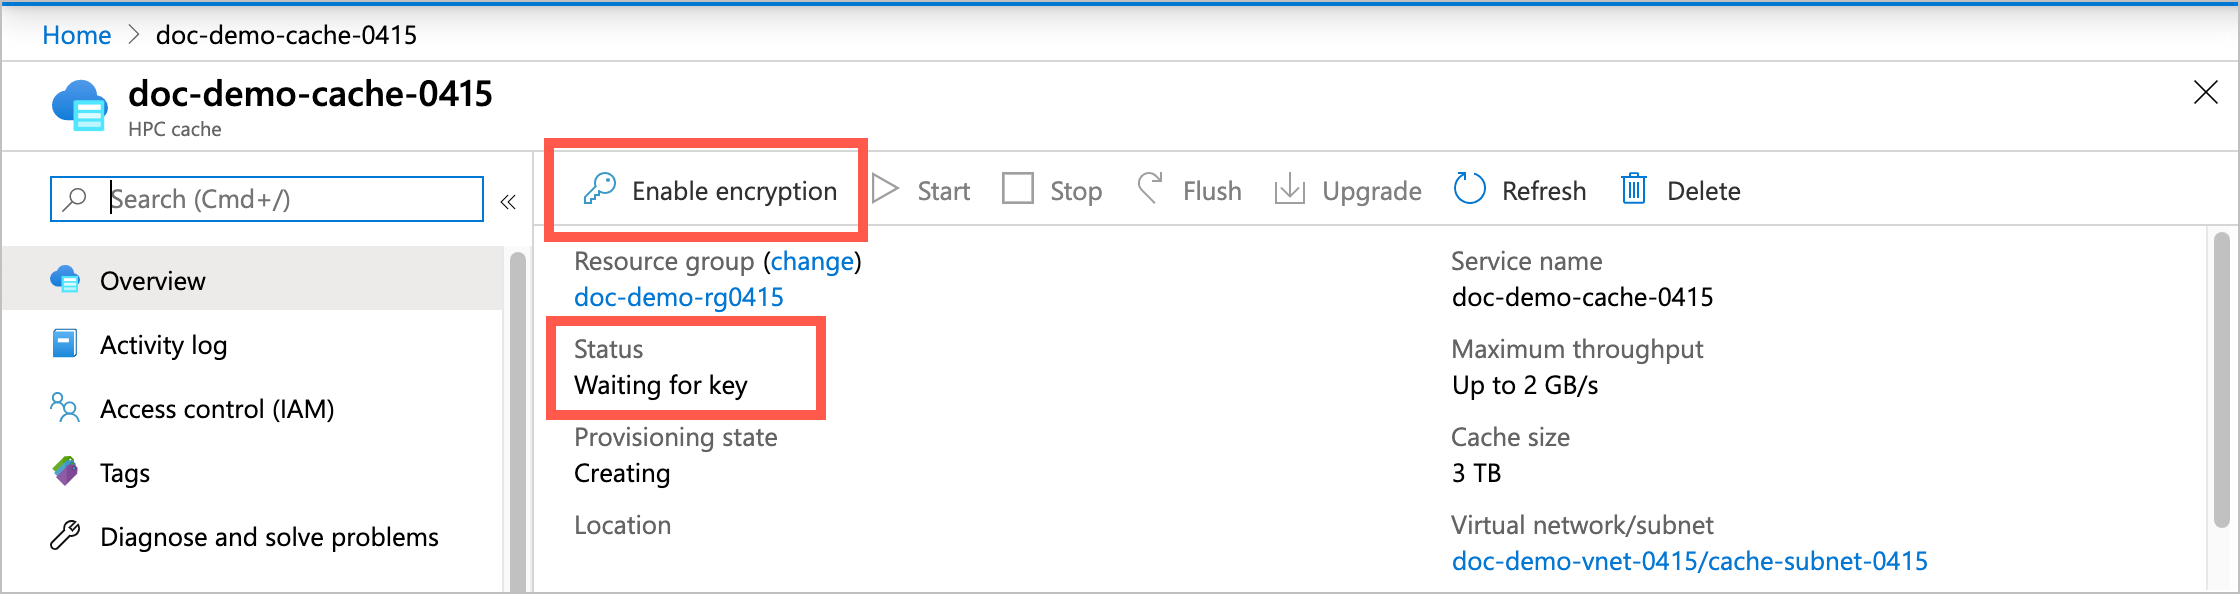 Home > doc-demo-cache-0415
doc-demo-cache-0415
HPC cache
Search (Cmd+/)
«
Overview
Activity log
Access control (IAM)
Tags
Diagnose and solve problems
Enable encryption Start Stop Flush Upgrade Refresh Delete
Resource group (change)
doc-demo-rg0415
Status
Waiting for key
Provisioning state
Creating
Location
Service name
doc-demo-cache-0415
Maximum throughput
Up to 2 GB/s
Cache size
3 TB
Virtual network/subnet
doc-demo-vnet-0415/cache-subnet-0415